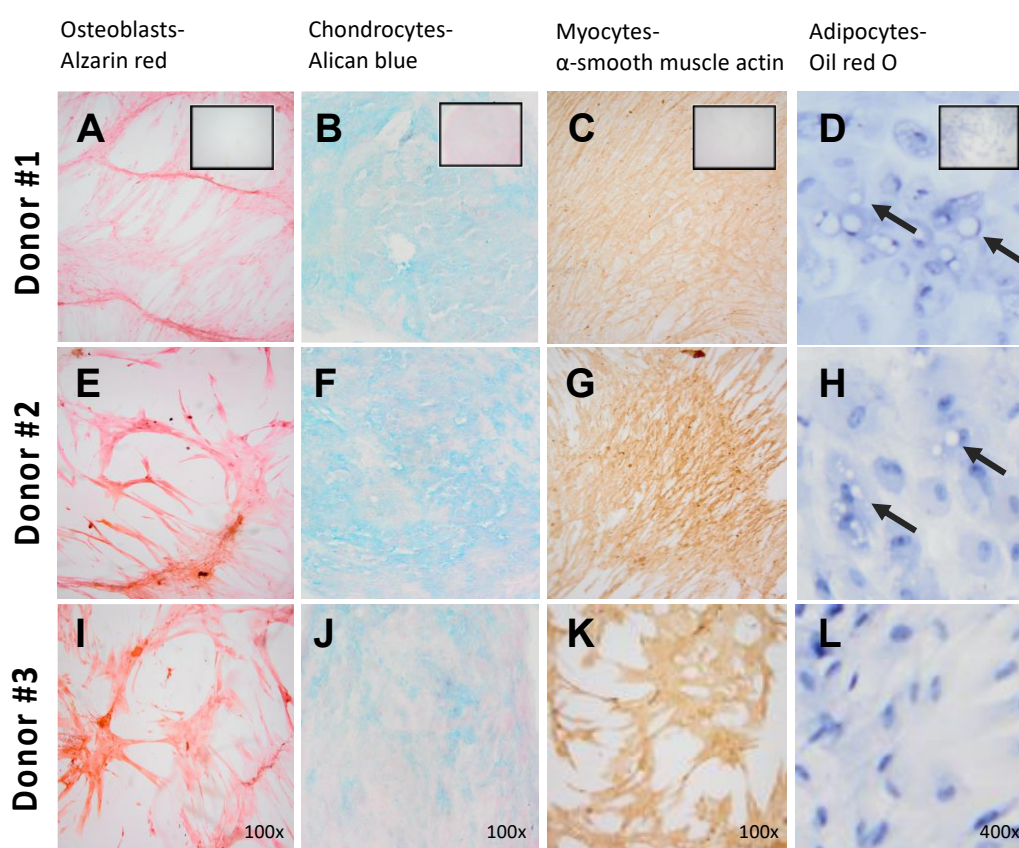 Osteoblasts-
Alzarin red
Chondrocytes-
Alican blue
Myocytes-
α-smooth muscle actin
Adipocytes-
Oil red O
Donor #1
A
B
C
D
Donor #2
E
F
G
H
Donor #3
I
J
K
L
100x
100x
100x
400x